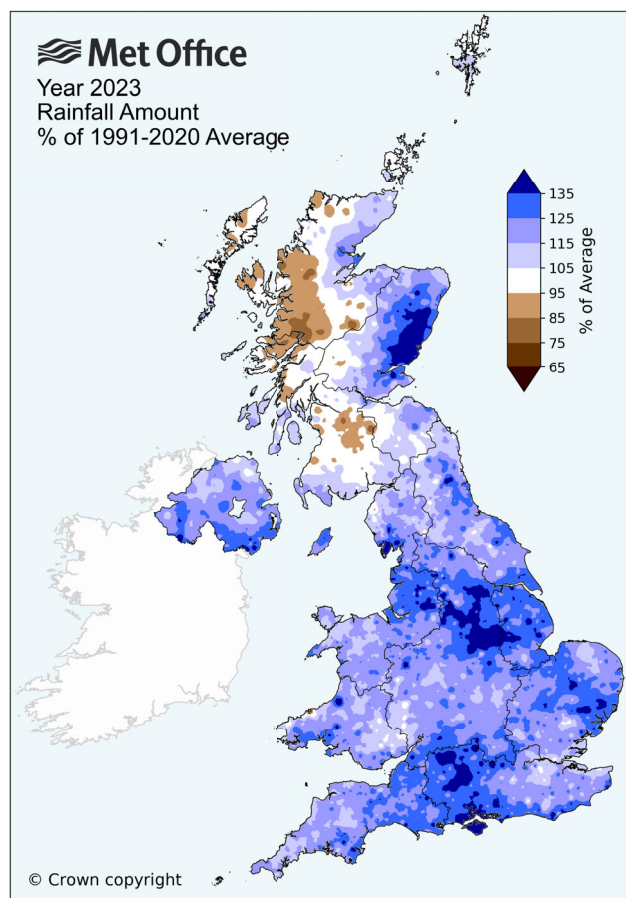 Met Office
Year 2023
Rainfall Amount
% of 1991-2020 Average
135
125
115
105
95
85
75
65
% of Average
© Crown copyright